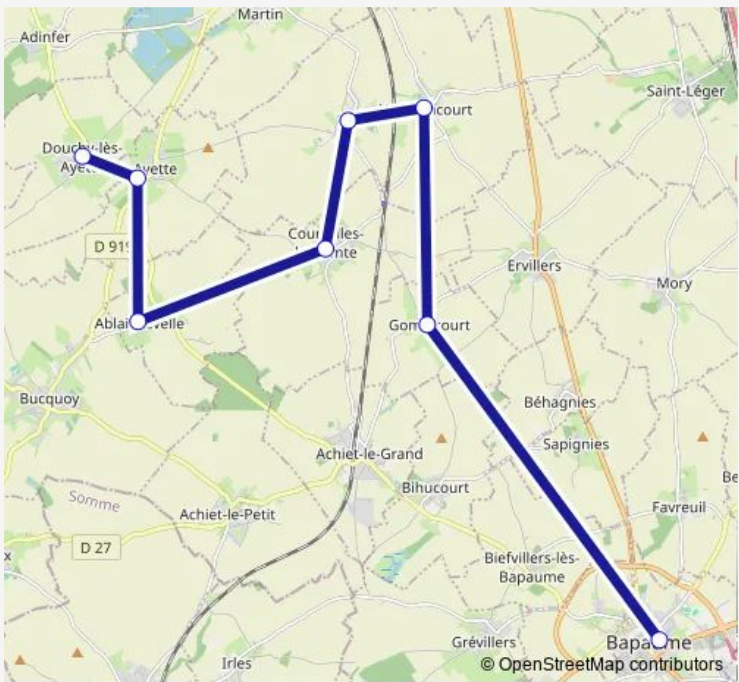 Martin
Adinfer
Saint-Léger
court
Douchy-lès-
Ayette
D 919
Ervillers
Mory
Ablainzevelle
Gomiécourt
Bucquoy
Béhagnies
Sapignies
Achiet-le-Grand
Bihucourt
Somme
Achiet-le-Petit
Favreuil
D 27
Biefvillers-lès-
Bapaume
Grévillers
Bapaume
Irles
© OpenStreetMap contributors